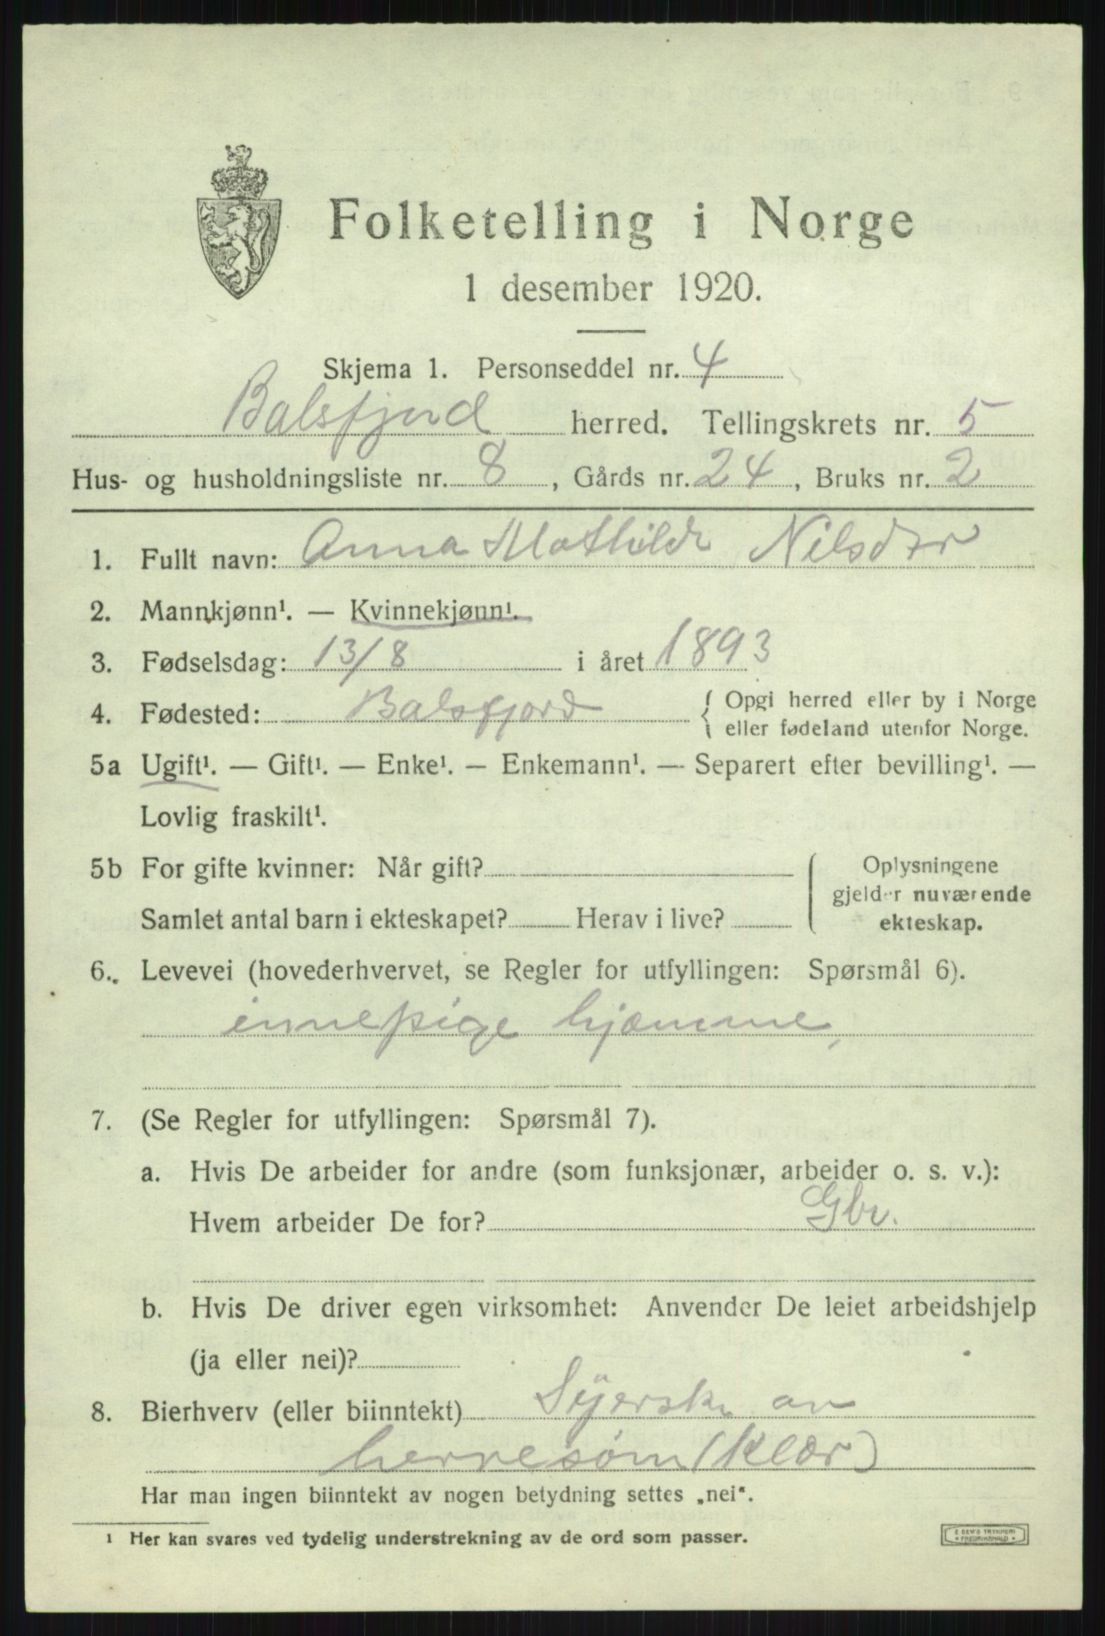 Folketelling i Norge
1 desember 1920.
Skjema 1. Personseddel nr. 4
Balsfjord herred. Tellingskrets nr. 5
Hus- og husholdningsliste nr. 8, Gårds nr. 24, Bruks nr. 2
1. Fullt navn: Anna Mathilde
2. Mannkjønn¹. — Kvinnekjønn¹.
3. Fødselsdag: 13/8 i året 1893
4. Fødested: Balsfjord { Opgi herred eller by i Norge
eller fødeland utenfor Norge.
5a Ugift¹. — Gift¹. — Enke¹. — Enkemann¹. — Separert efter bevilling¹. —
Lovlig fraskilt¹.
5b For gifte kvinner: Når gift?
Samlet antal barn i ekteskapet? Herav i live?
Oplysningene
gjelder nuværende
ekteskap.
6. Levevei (hovederhvervet, se Regler for utfyllingen: Spørsmål 6).
innepige hjæmme,
7. (Se Regler for utfyllingen: Spørsmål 7).
a. Hvis De arbeider for andre (som funksjonær, arbeider o. s. v.):
Hvem arbeider De for? Gbr.
b. Hvis De driver egen virksomhet: Anvender De leiet arbeidshjelp
(ja eller nei)?
8. Bierhverv (eller biinntekt) Syerske av
herresøm (klær)
Har man ingen biinntekt av nogen betydning settes „nei".
¹ Her kan svares ved tydelig understrekning av de ord som passer.